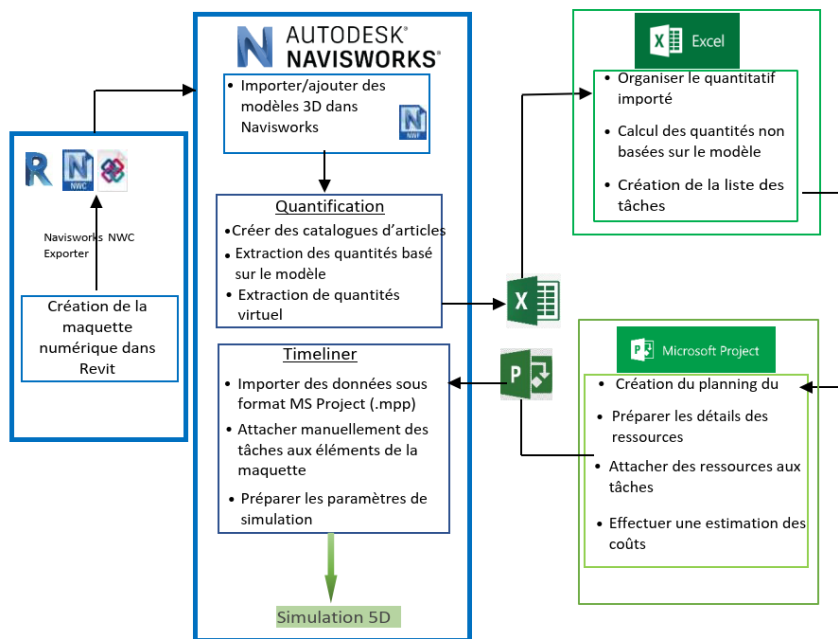 R
NWC
Navisworks NWC
Exporter
Création de la
maquette
numérique dans
Revit
AUTODESK®
NAVISWORKS®
• Importer/ajouter des
modèles 3D dans
Navisworks
NWF
Quantification
•Créer des catalogues d’articles
• Extraction des quantités basé
sur le modèle
• Extraction de quantités
virtuel
Timeliner
• Importer des données sous
format MS Project (.mpp)
• Attacher manuellement des
tâches aux éléments de la
maquette
• Préparer les paramètres de
simulation
Simulation 5D
X
P
X Excel
• Organiser le quantitatif
importé
• Calcul des quantités non
basées sur le modèle
• Création de la liste des
tâches
P Microsoft Project
• Création du planning du
• Préparer les détails des
ressources
• Attacher des ressources aux
tâches
• Effectuer une estimation des
coûts